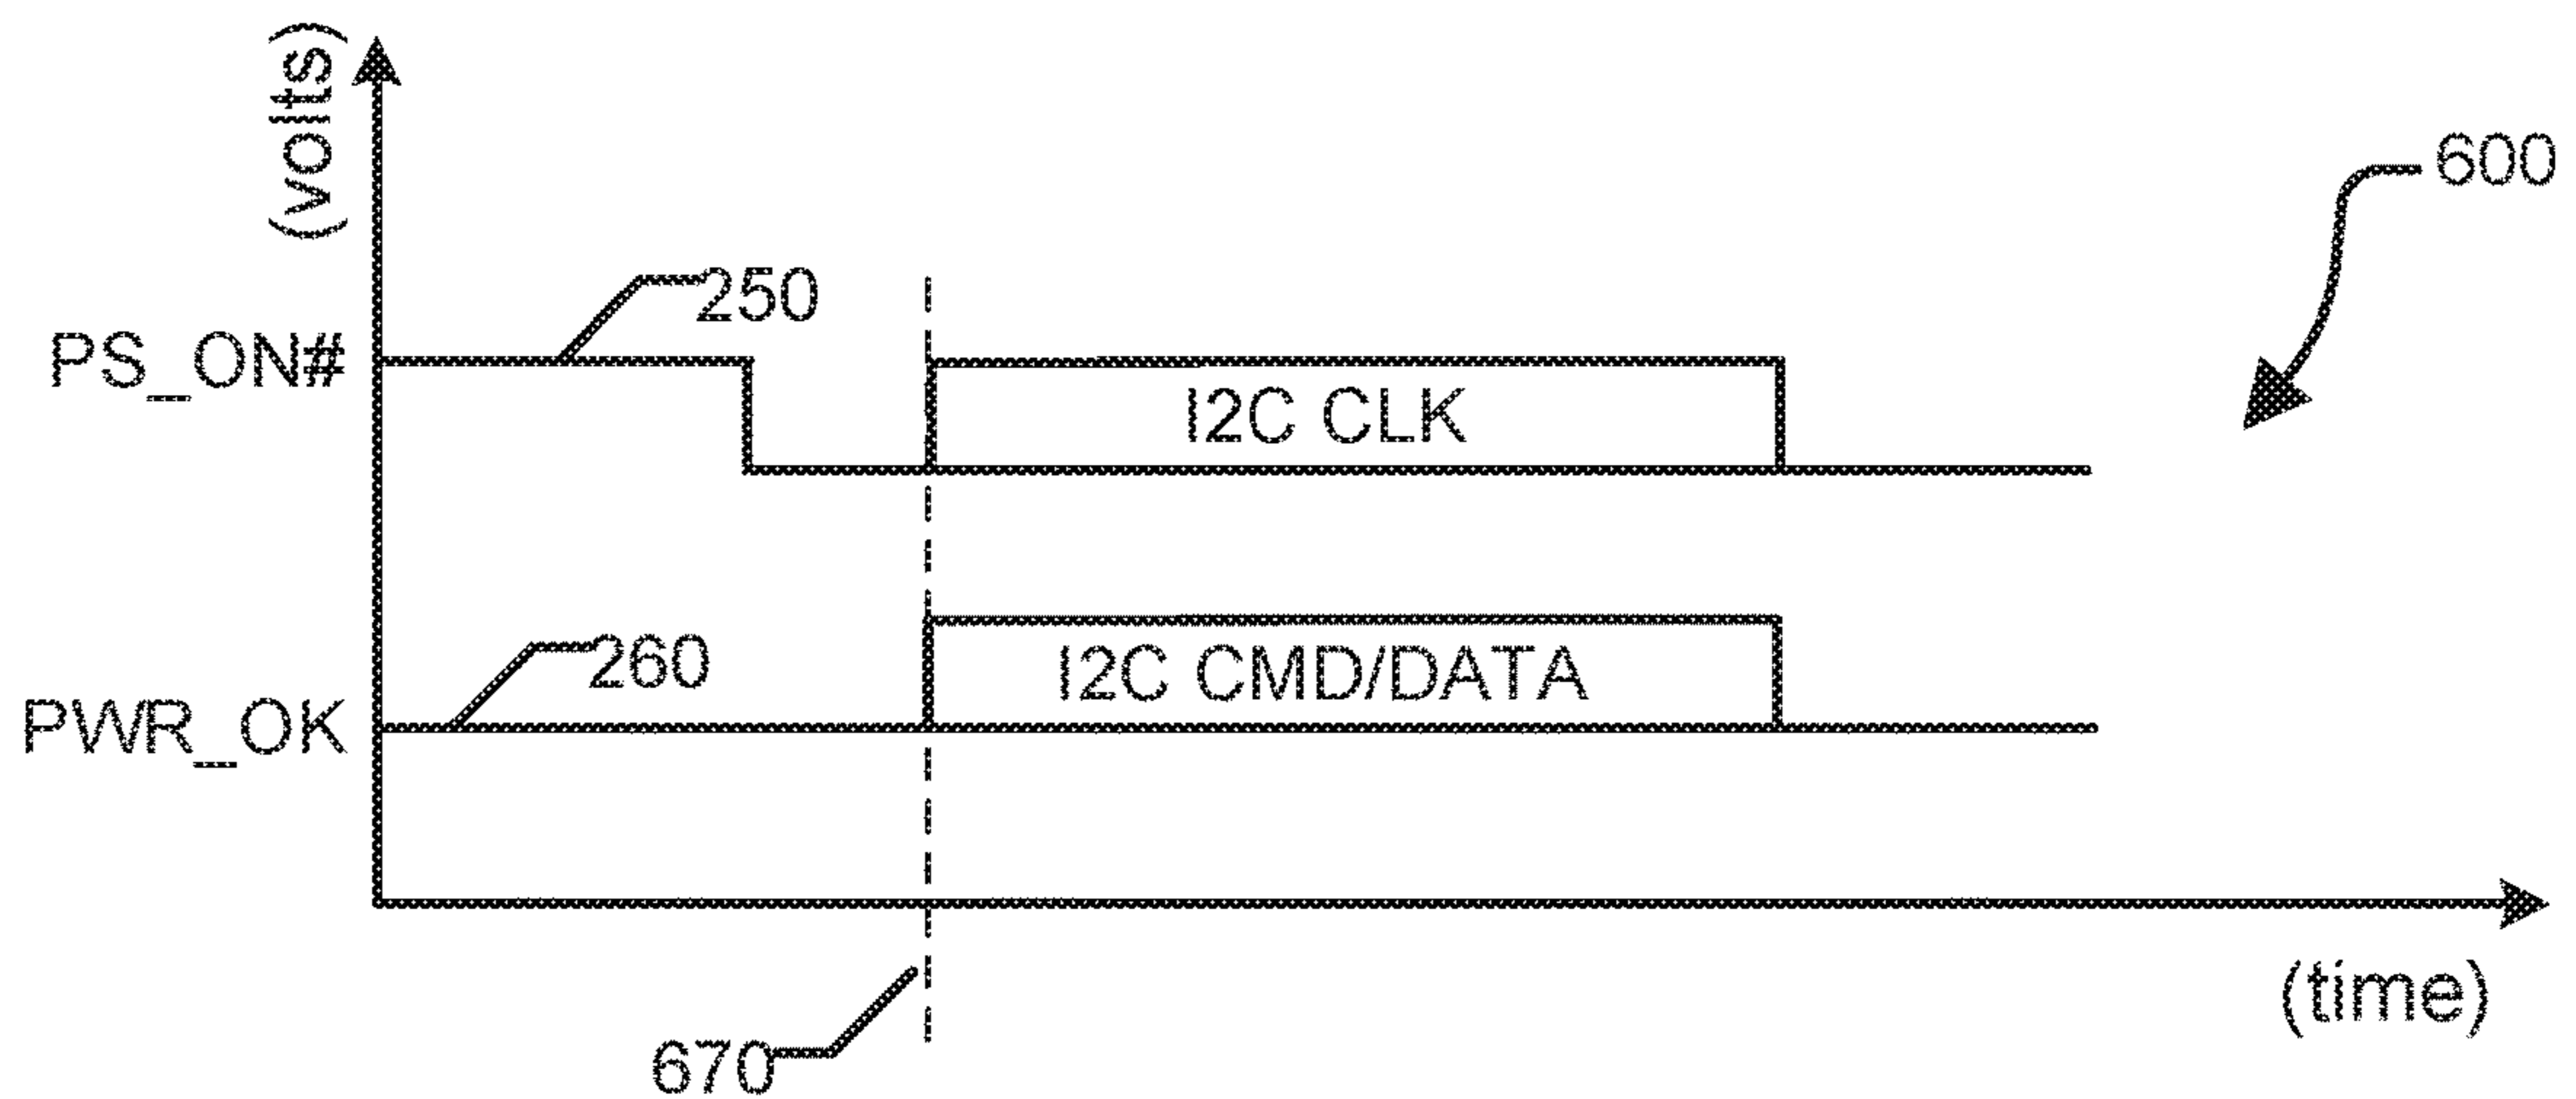 (volts)
600
250
PS_ON#
I2C CLK
260
I2C CMD/DATA
PWR_OK
(time)
670